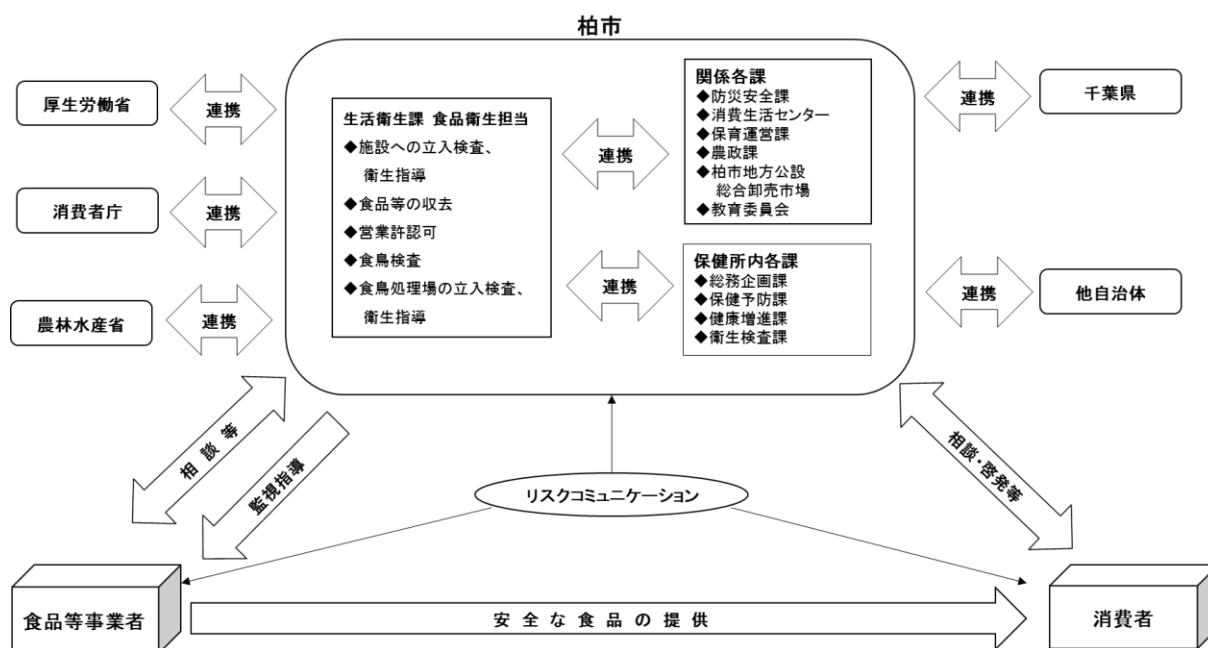 柏市
厚生労働省
連携
消費者庁
連携
農林水産省
連携
生活衛生課 食品衛生担当
◆施設への立入検査、
衛生指導
◆食品等の収去
◆営業許認可
◆食鳥検査
◆食鳥処理場の立入検査、
衛生指導
連携
連携
関係各課
◆防災安全課
◆消費生活センター
◆保育運営課
◆農政課
◆柏市地方公設
総合卸売市場
◆教育委員会
保健所内各課
◆総務企画課
◆保健予防課
◆健康増進課
◆衛生検査課
連携
千葉県
連携
他自治体
相談等
監視指導
リスクコミュニケーション
相談・啓発等
食品等事業者
安全な食品の提供
消費者